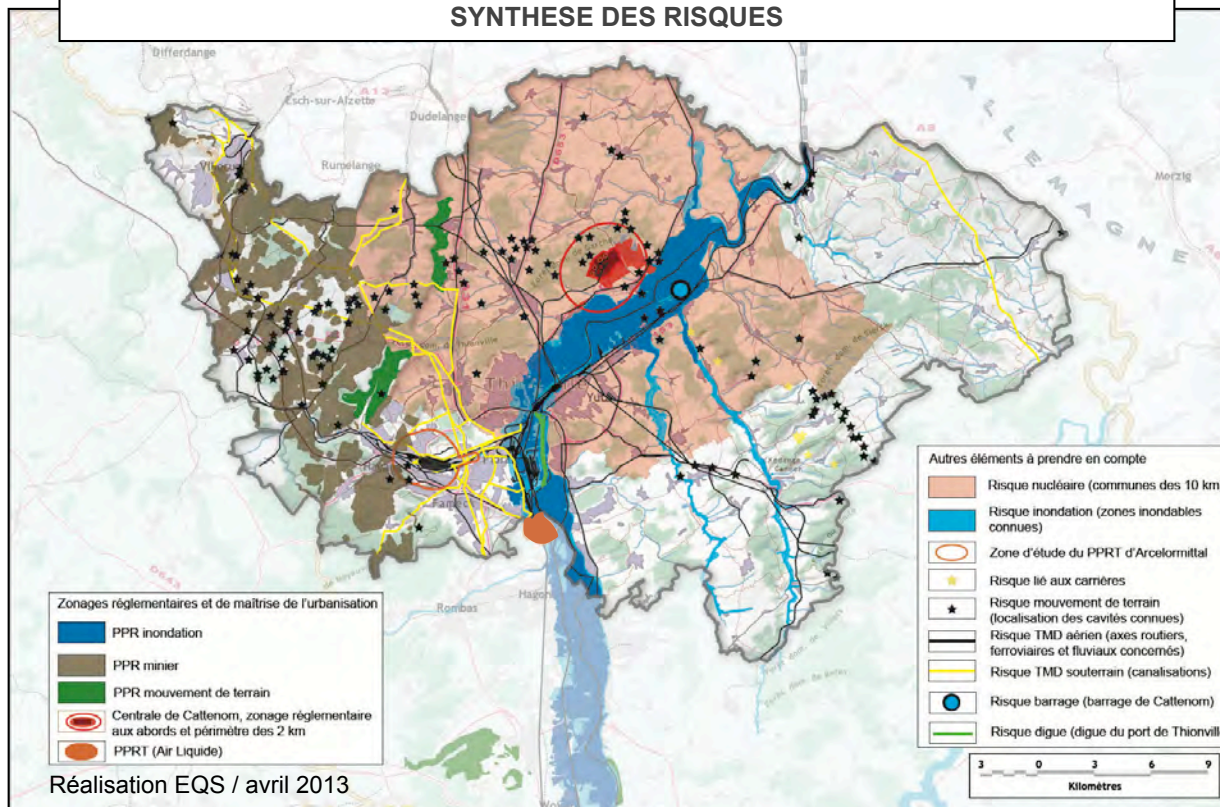 SYNTHESE DES RISQUES
Differdange
Esch-sur-Alzette
A13
Dudelange
Rumelange
A8
ALLEMAGNE
Merzig
D653
D643
Rombas
Zonages réglementaires et de maîtrise de l'urbanisation
PPR inondation
PPR minier
PPR mouvement de terrain
Centrale de Cattenom, zonage réglementaire
aux abords et périmètre des 2 km
PPRT (Air Liquide)
Réalisation EQS / avril 2013
Autres éléments à prendre en compte
Risque nucléaire (communes des 10 km
Risque inondation (zones inondables
connues)
Zone d'étude du PPRT d'Arcelormittal
Risque lié aux carrières
Risque mouvement de terrain
(localisation des cavités connues)
Risque TMD aérien (axes routiers,
ferroviaires et fluviaux concernés)
Risque TMD souterrain (canalisations)
Risque barrage (barrage de Cattenom)
Risque digue (digue du port de Thionvill
3 0 3 6 9
Kilomètres